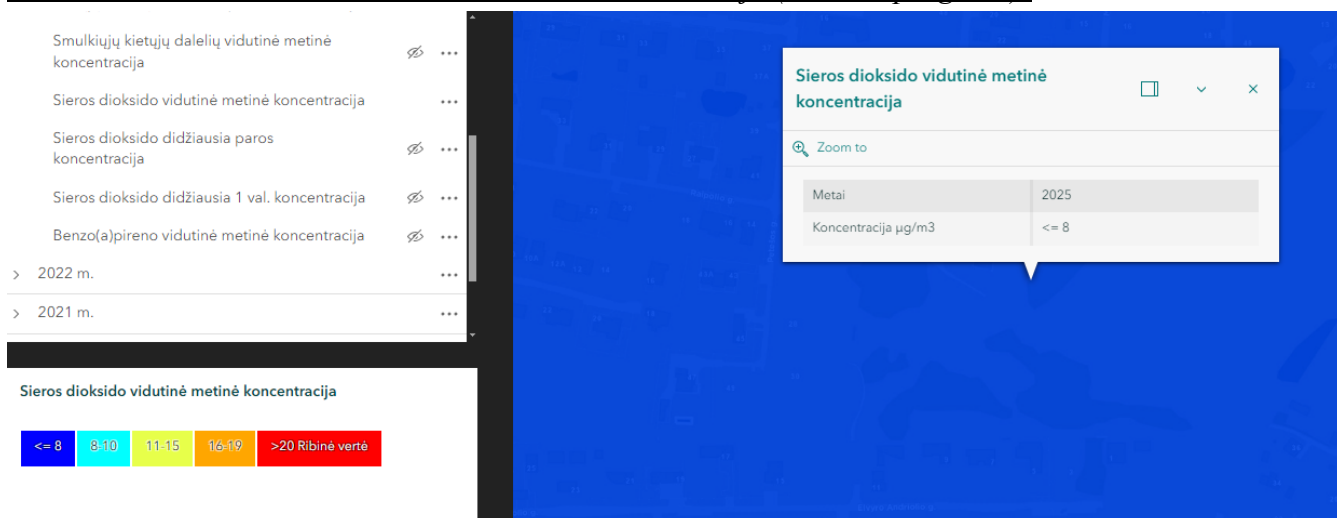 Smulkiųjų kietųjų dalelių vidutinė metinė
koncentracija
Sieros dioksido vidutinė metinė koncentracija
Sieros dioksido didžiausia paros
koncentracija
Sieros dioksido didžiausia 1 val. koncentracija
Benzo(a)pireno vidutinė metinė koncentracija
2022 m.
2021 m.
Sieros dioksido vidutinė metinė koncentracija
<= 8 8-10 11-15 16-19 >20 Ribinė vertė
Sieros dioksido vidutinė metinė
koncentracija
Zoom to
Metai 2025
Koncentracija µg/m3 <= 8